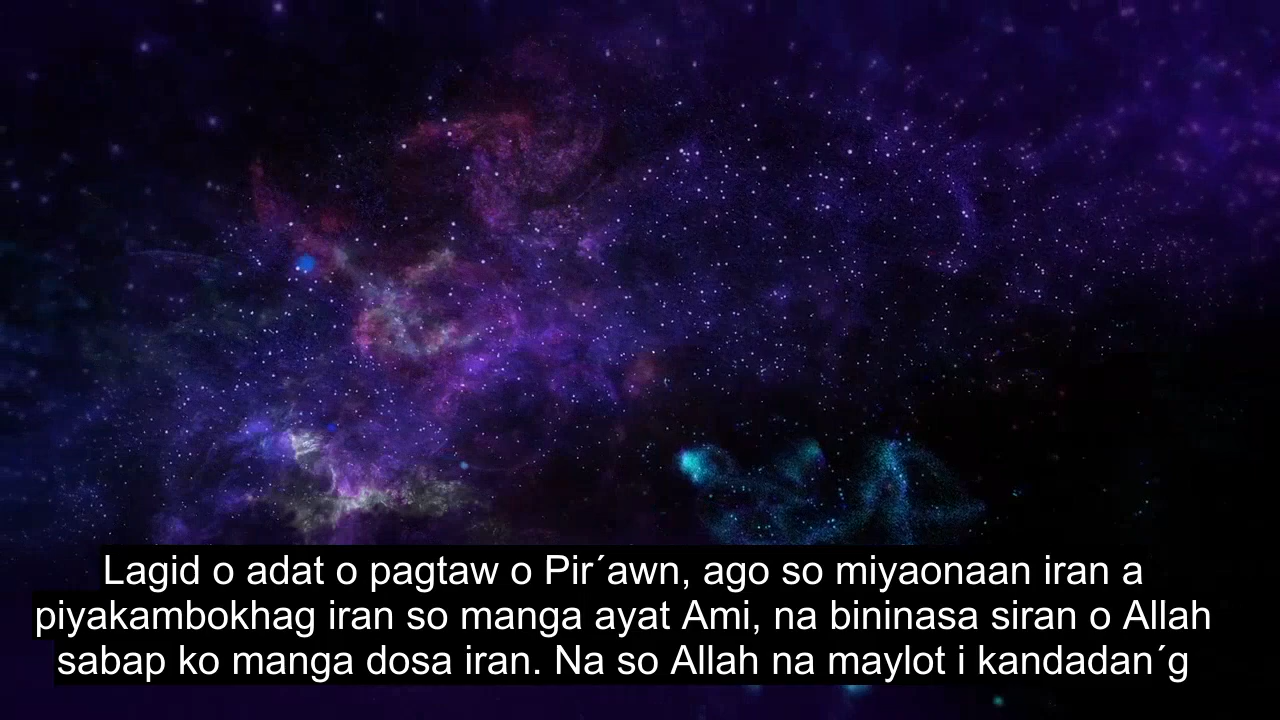 Lagid o adat o pagtaw o Pir´awn, ago so miyaonaan iran a
piyakambokhag iran so manga ayat Ami, na bininasa siran o Allah
sabap ko manga dosa iran. Na so Allah na maylot i kandadan´g